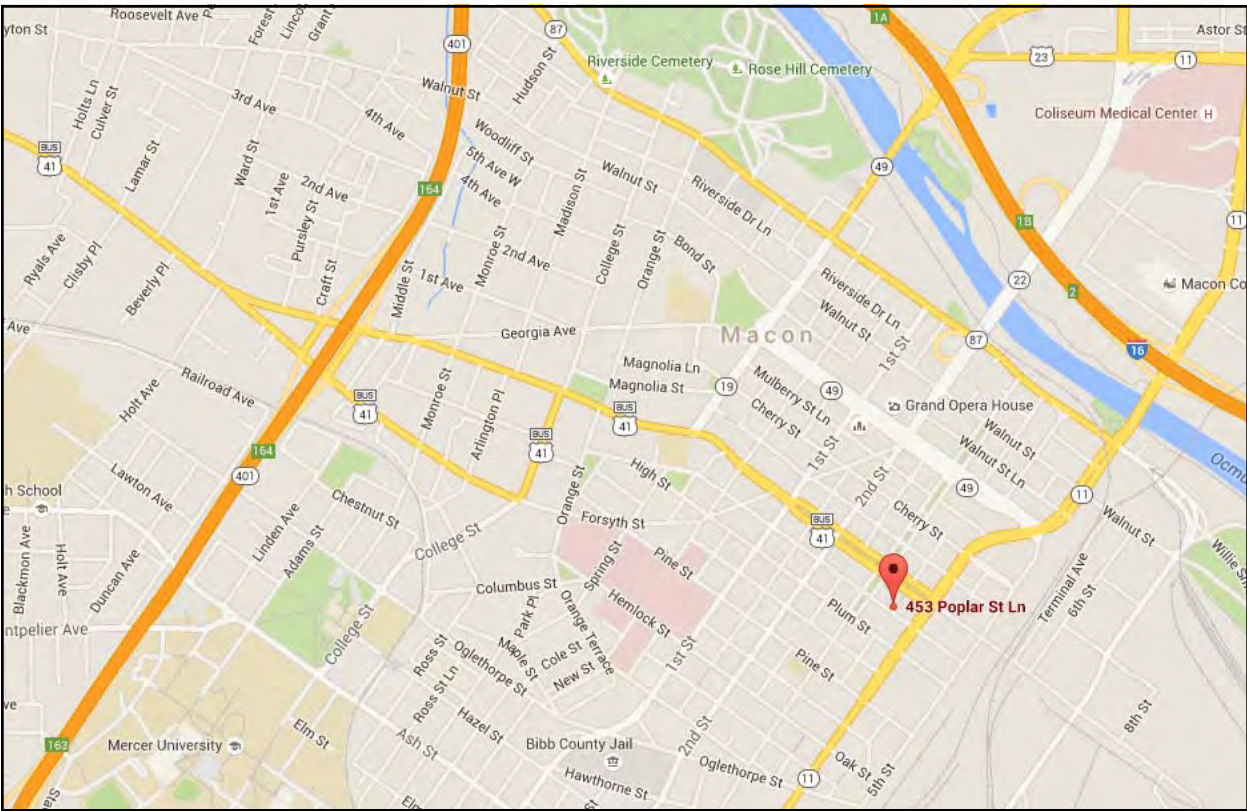 Roosevelt Ave
yton St
Forest
Linco
Grant
401
87
1A
Astor St
Hudson St
Riverside Cemetery
Rose Hill Cemetery
23
11
Holts Ln
Culver St
3rd Ave
4th Ave
Walnut St
Coliseum Medical Center
H
Woodliff St
5th Ave W
4th Ave
Walnut St
BUS
41
Lamar St
Ward St
1st Ave
2nd Ave
Pursley St
164
Madison St
Riverside Dr Ln
49
Ryals Ave
Clisby Pl
Beverly Pl
Craft St
Middle St
1st Ave
Monroe St
2nd Ave
College St
Orange St
Bond St
1B
11
22
2
Macon Co
Riverside Dr Ln
Walnut St
1st St
87
16
Ave
Georgia Ave
Macon
Magnolia Ln
Magnolia St
19
49
Mulberry St Ln
Cherry St
Grand Opera House
Railroad Ave
Holt Ave
BUS
41
Monroe St
Arlington Pl
BUS
41
BUS
41
1st St
2nd St
Walnut St
Walnut St Ln
164
401
Lawton Ave
High St
Orange St
49
11
Ocmu
h School
Chestnut St
Linden Ave
Adams St
College St
Forsyth St
Cherry St
Walnut St
BUS
41
Blackmon Ave
Holt Ave
Duncan Ave
Columbus St
Spring St
Pine St
453 Poplar St Ln
Terminal Ave
6th St
Willie Sm
ntpelier Ave
College St
Park Pl
Orange Terrace
Hemlock St
Plum St
Ross St
Maple St
Cole St
New St
1st St
Pine St
Oglethorpe St
Ross St Ln
ve
163
Mercer University
Elm St
Ash St
Hazel St
Bibb County Jail
2nd St
8th St
Hawthorne St
Oglethorpe St
11
Oak St
5th St
Elm